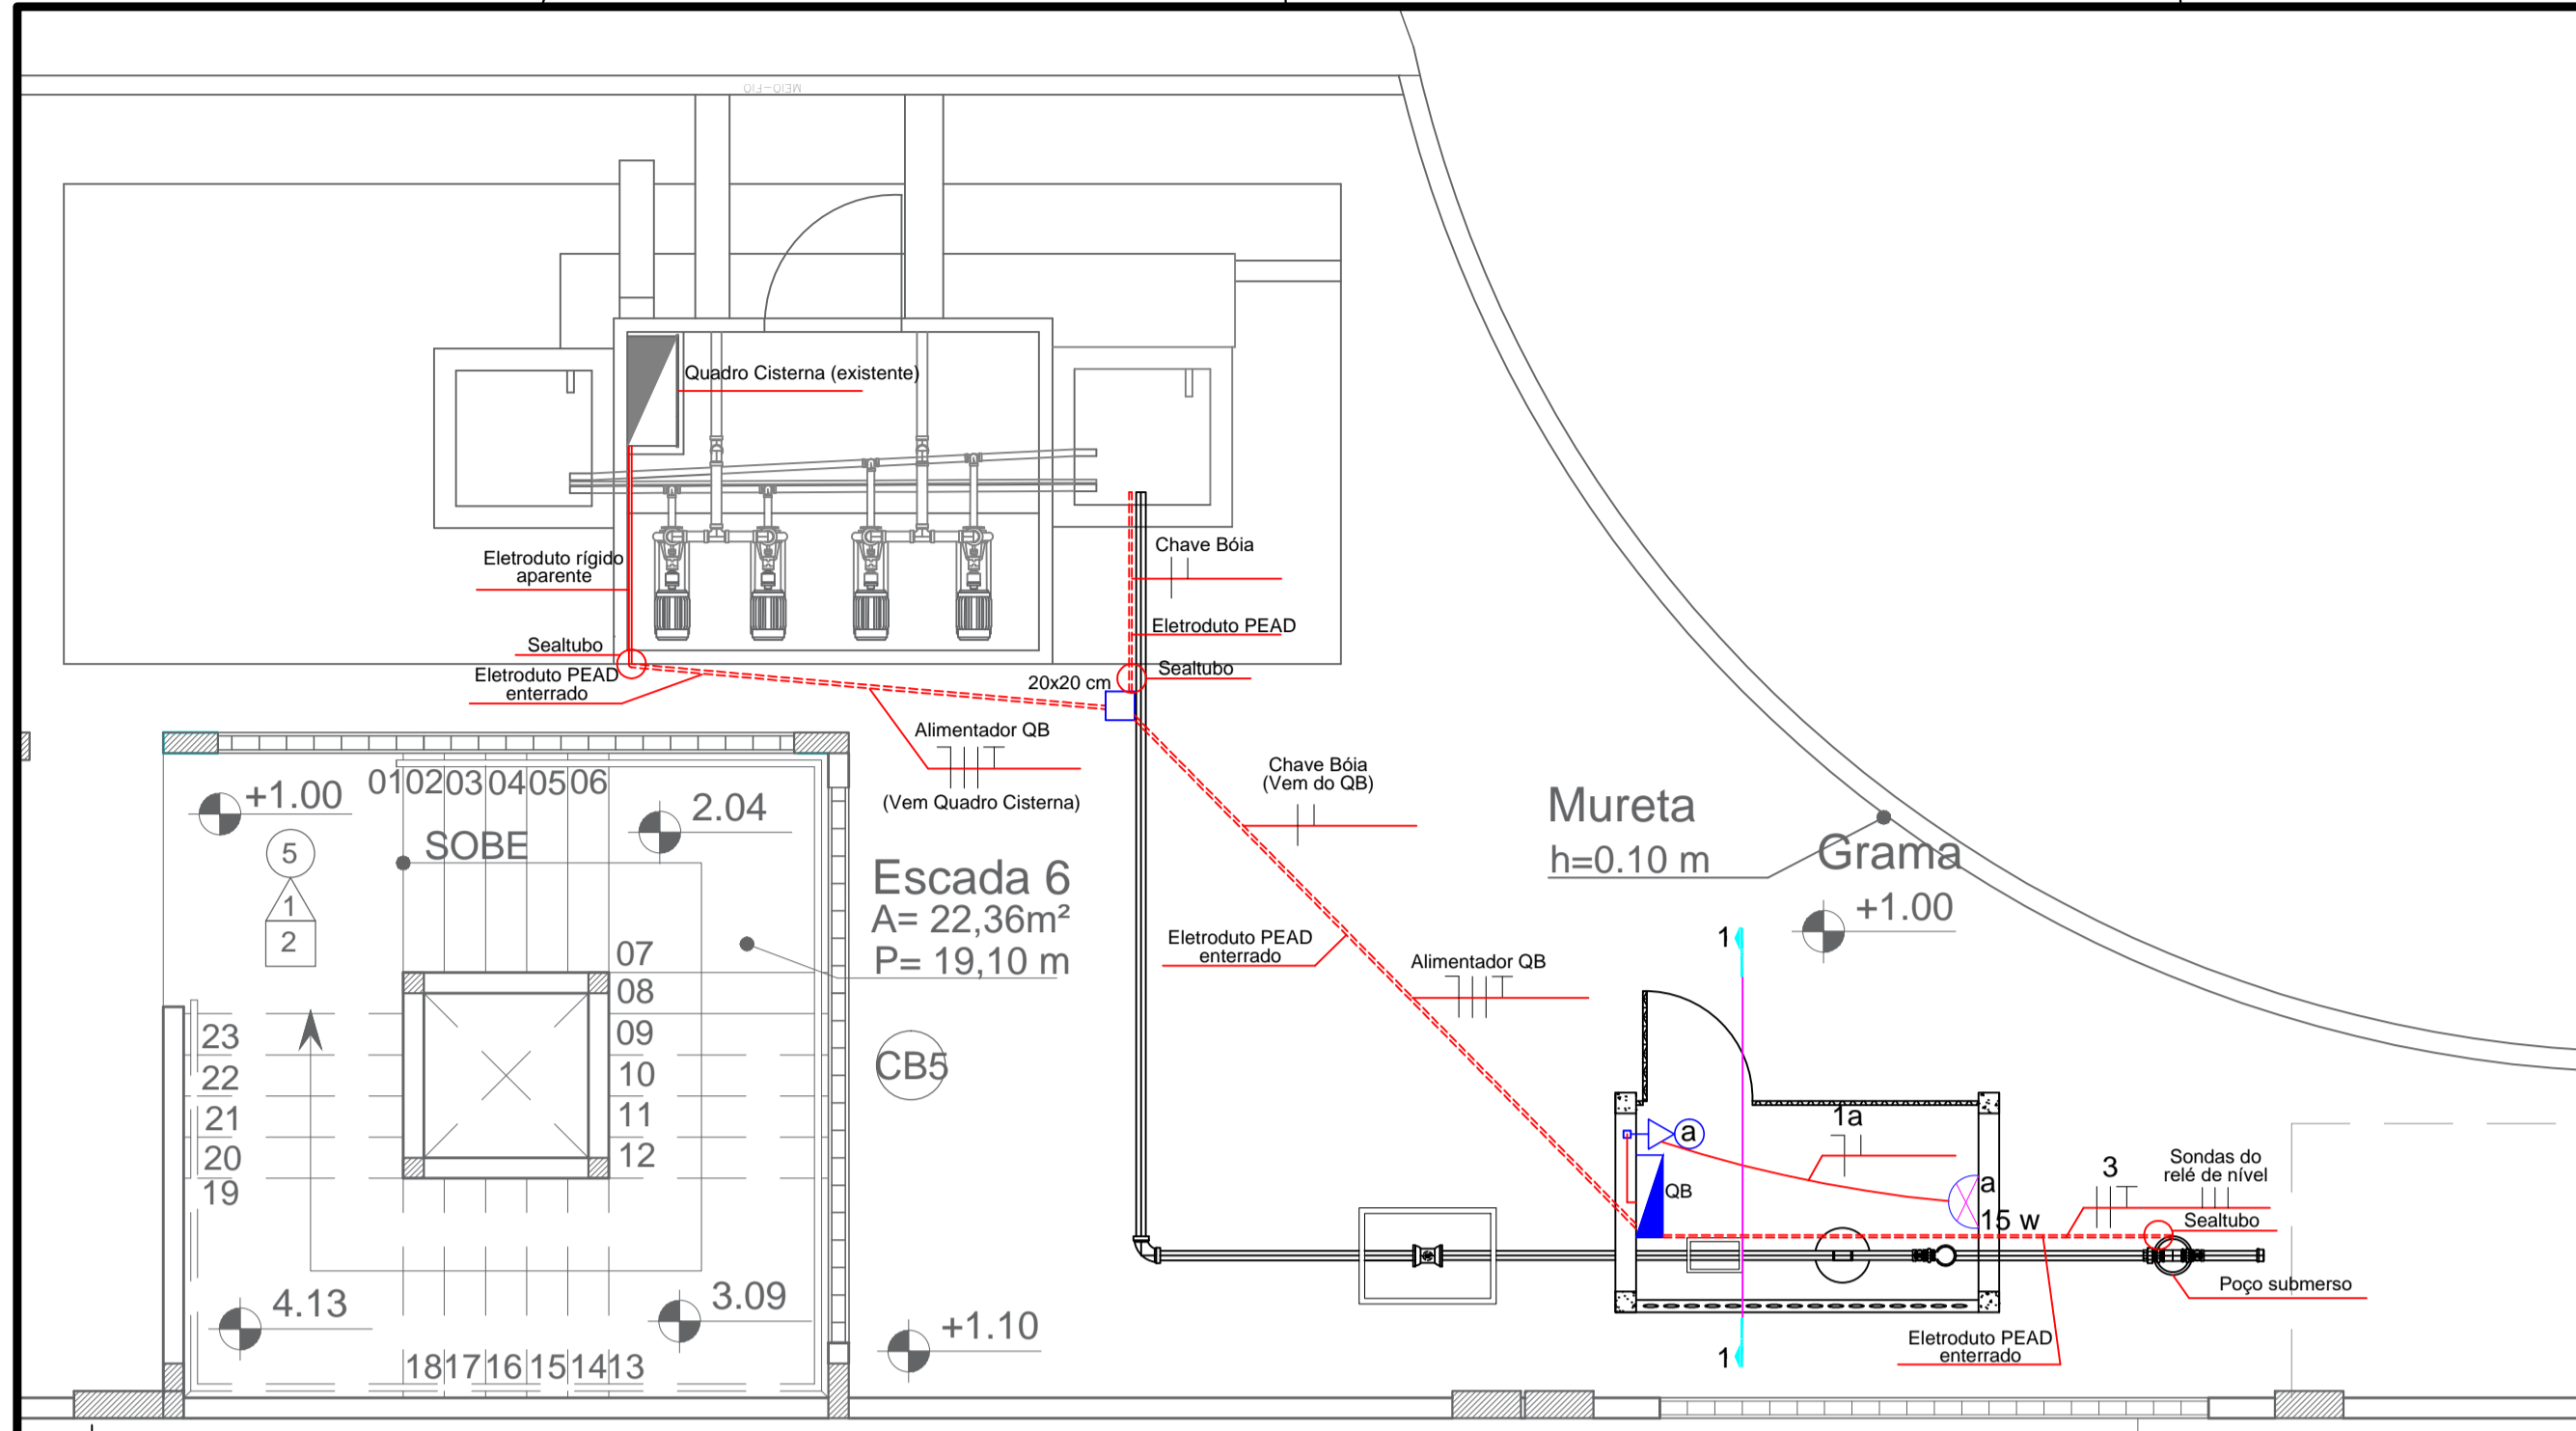 MEIO-FIO
Quadro Cisterna (existente)
Eletroduto rígido
aparente
Chave Bóia
Eletroduto PEAD
Sealtubo
Sealtubo
Eletroduto PEAD
enterrado
20x20 cm
Alimentador QB
(Vem Quadro Cisterna)
Chave Bóia
(Vem do QB)
01 02 03 04 05 06
+1.00
2.04
SOBE
5
1
2
Escada 6
A= 22,36m²
P= 19,10 m
Mureta
h=0.10 m
Grama
+1.00
Eletroduto PEAD
enterrado
Alimentador QB
1
07
08
09
10
11
12
23
22
21
20
19
CB5
a
1a
QB
a
15 w
3
Sondas do
relé de nível
Sealtubo
Poço submerso
4.13
3.09
+1.10
Eletroduto PEAD
enterrado
1
18 17 16 15 14 13